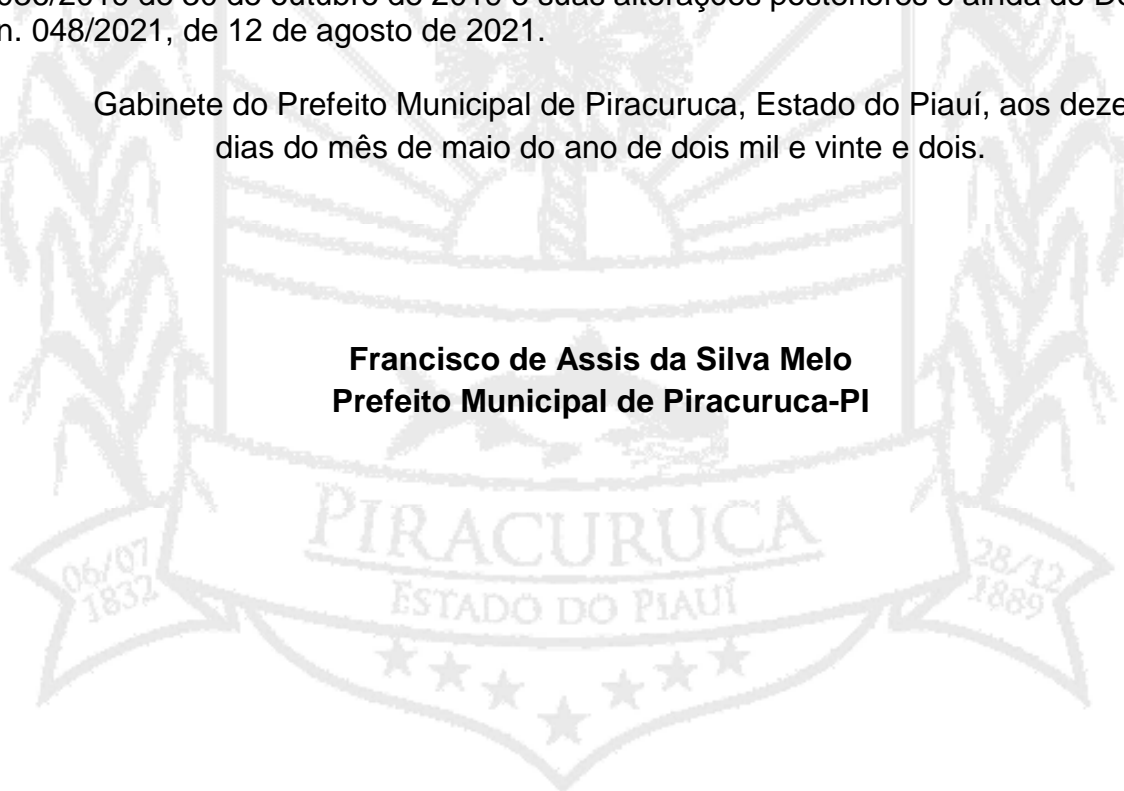 n. 048/2021, de 12 de agosto de 2021.
Gabinete do Prefeito Municipal de Piracuruca, Estado do Piauí, aos
dias do mês de maio do ano de dois mil e vinte e dois.
Francisco de Assis da Silva Melo
Prefeito Municipal de Piracuruca-PI
PIRACURUCA
06/07
1832
28/12
1889
ESTADO DO PIAUÍ